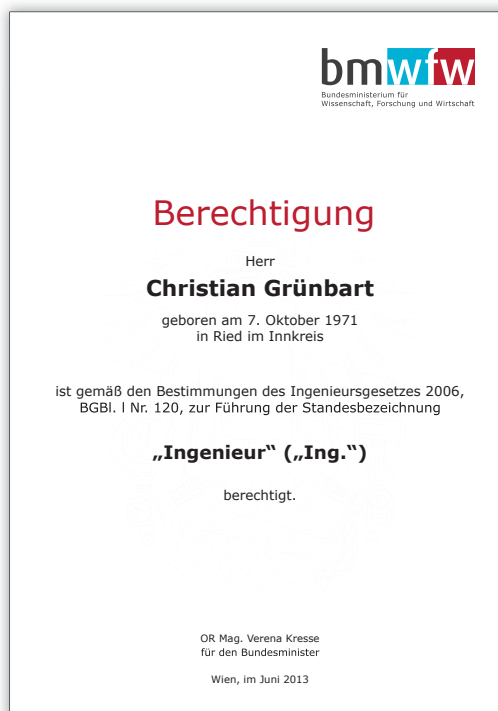 bmwfw
Bundesministerium für
Wissenschaft, Forschung und Wirtschaft
Berechtigung
Herr
Christian Grünbart
geboren am 7. Oktober 1971
in Ried im Innkreis
ist gemäß den Bestimmungen des Ingenieursgesetzes 2006,
BGBl. l Nr. 120, zur Führung der Standesbezeichnung
„Ingenieur“ („Ing.“)
berechtigt.
OR Mag. Verena Kresse
für den Bundesminister
Wien, im Juni 2013